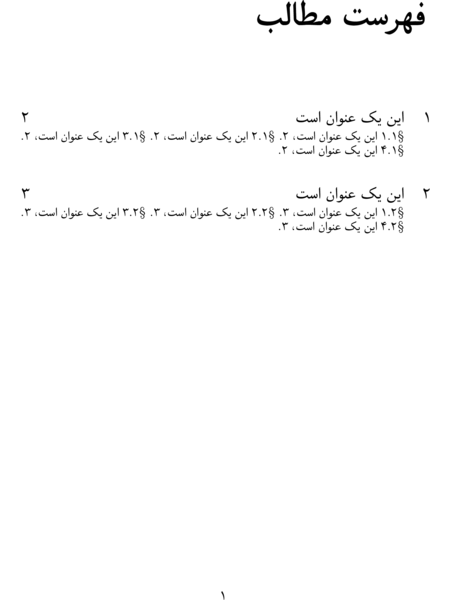 فهرست مطالب
۱ این یک عنوان است ۲
§۱.۱ این یک عنوان است، ۲. §۲.۱ این یک عنوان است، ۲. §۳.۱ این یک عنوان است، ۲.
§۴.۱ این یک عنوان است، ۲.
۲ این یک عنوان است ۳
§۱.۲ این یک عنوان است، ۳. §۲.۲ این یک عنوان است، ۳. §۳.۲ این یک عنوان است، ۳.
§۴.۲ این یک عنوان است، ۳.
۱